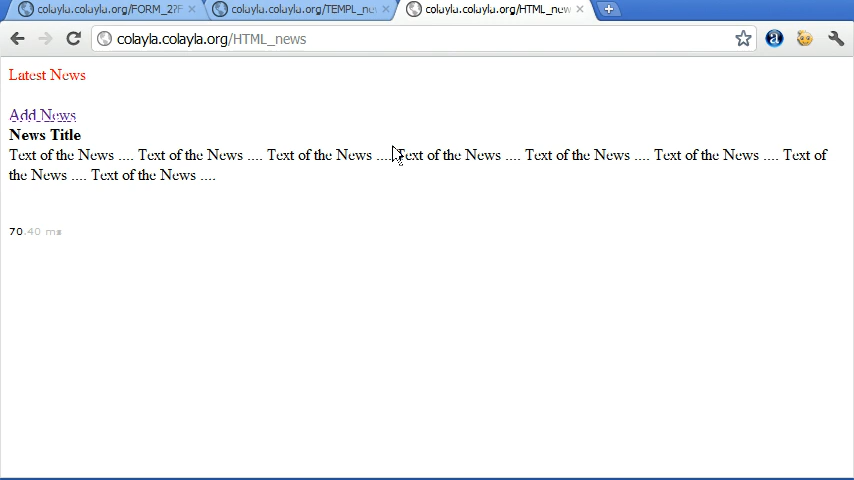 colayla.colayla.org/FORM_2?F
colayla.colayla.org/TEMPL_ne
colayla.colayla.org/HTML_new
colayla.colayla.org/HTML_news
Latest News
Add News
News Title
Text of the News .... Text of the News .... Text of the News .... Text of the News .... Text of the News .... Text of the News .... Text of
the News .... Text of the News ....
70.40 ms